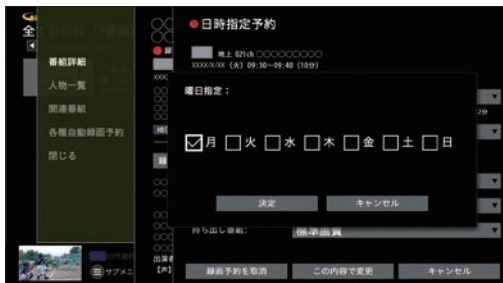 日時指定予約
地上 021ch ○○○○○○○○○
XXXX/X/XX (火) 09:30～09:40 (10分)
番組詳細
人物一覧
関連番組
各種自動録画予約
閉じる
曜日指定：
月 火 水 木 金 土 日
決定 キャンセル
持ち出し番組: 標準画質
録画予約を取消 この内容で変更 キャンセル
サブメニ
出演者
【声】